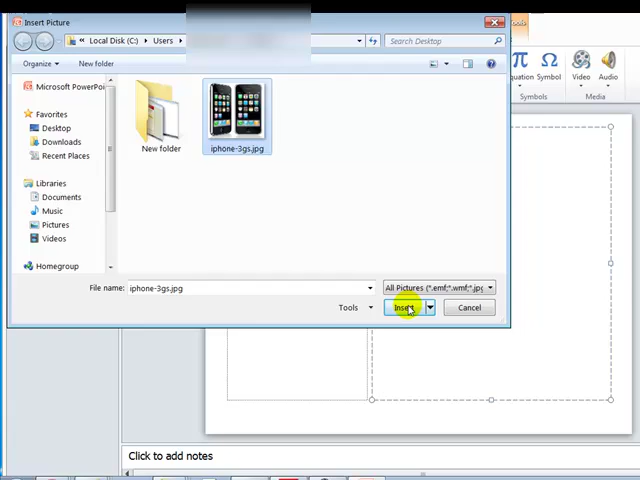 Insert Picture
ools
Local Disk (C:)
Users
Search Desktop
Organize
New folder
Microsoft PowerPoi
Favorites
Desktop
Downloads
Recent Places
Libraries
Documents
Music
Pictures
Videos
Homegroup
New folder
iphone-3gs.jpg
File name:
iphone-3gs.jpg
All Pictures (*.emf;*.wmf;*.jpg
Tools
Insert
Cancel
quation
Symbol
Video
Audio
Symbols
Media
Click to add notes